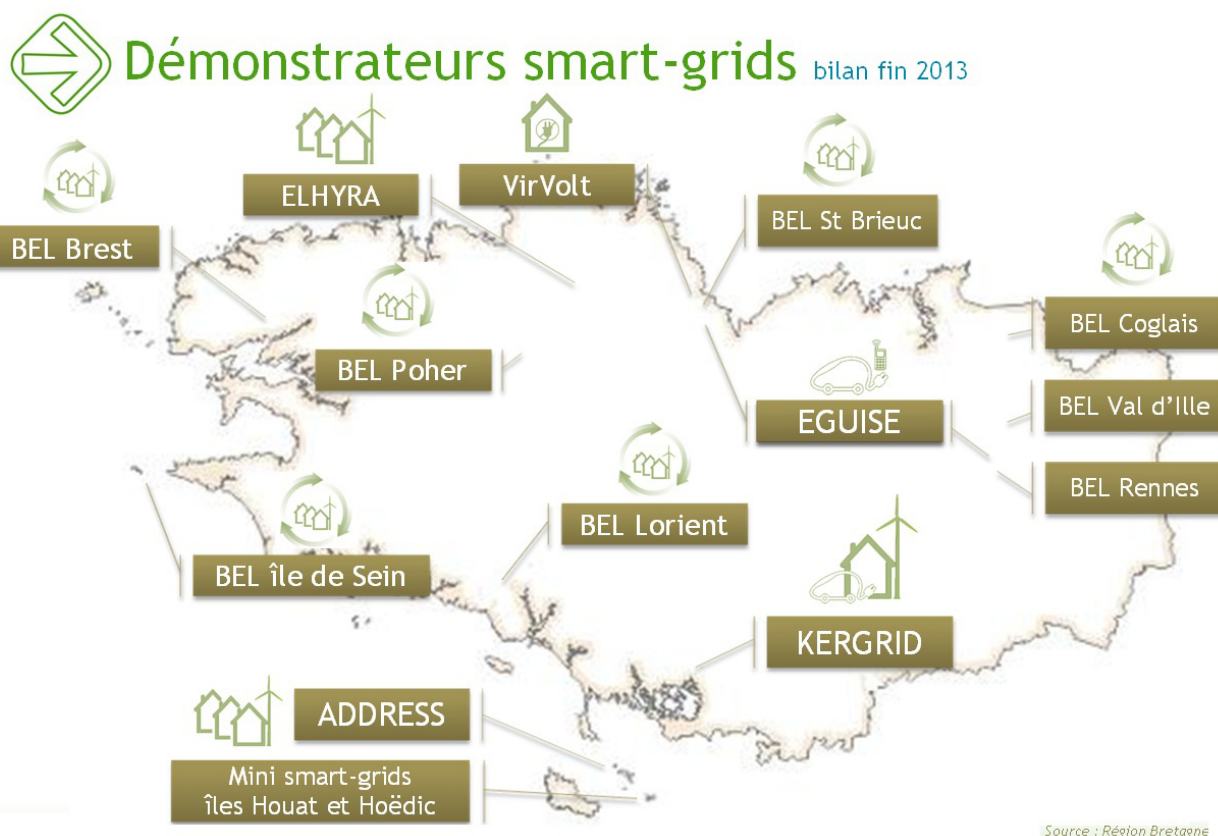 Démonstrateurs smart-grids bilan fin 2013
ELHYRA
VirVolt
BEL St Brieuc
BEL Brest
BEL Coglais
BEL Poher
EGUISE
BEL Val d’Ille
BEL Rennes
BEL Lorient
BEL île de Sein
KERGRID
ADDRESS
Mini smart-grids
îles Houat et Hoëdic
Source : Région Bretagne